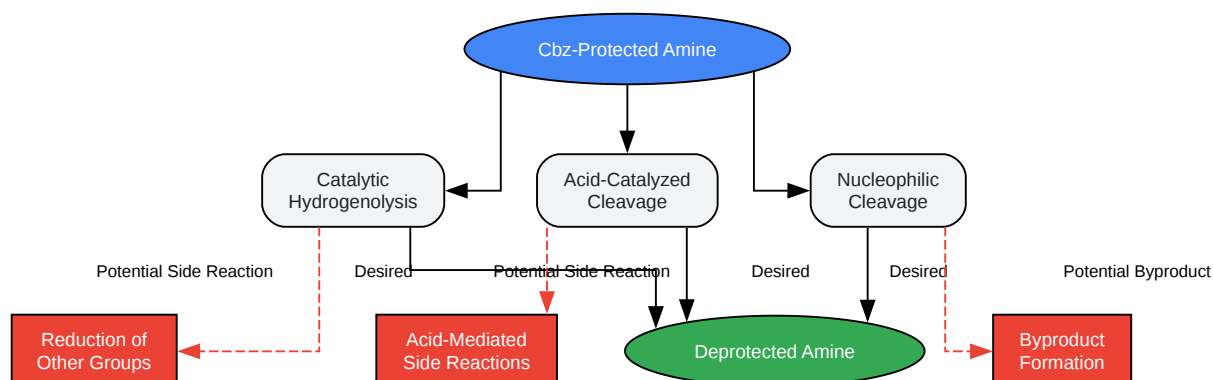 Cbz-Protected Amine
Catalytic
Hydrogenolysis
Acid-Catalyzed
Cleavage
Nucleophilic
Cleavage
Potential Side Reaction
Desired
Potential Side Reaction
Desired
Desired
Potential Byproduct
Reduction of
Other Groups
Acid-Mediated
Side Reactions
Deprotected Amine
Byproduct
Formation